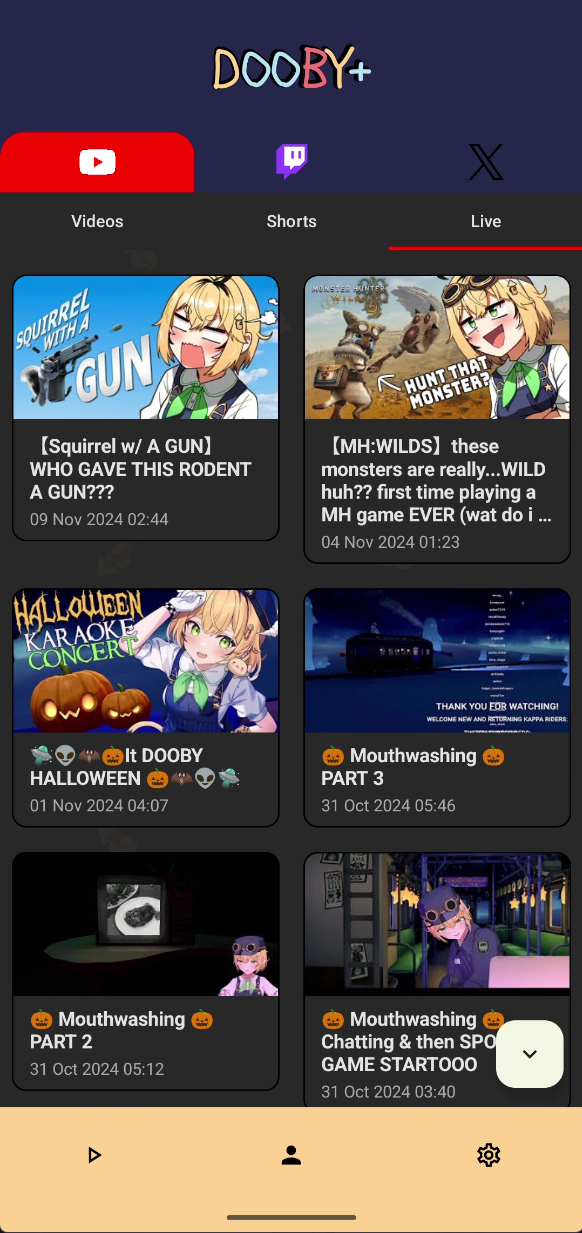 DOOBY+
Videos
Shorts
Live
SQUIRREL
WITH A
GUN
【Squirrel w/ A GUN】
WHO GAVE THIS RODENT
A GUN???
09 Nov 2024 02:44
MONSTER HUNTER
WILDS
HUNT THAT
MONSTER?
【MH:WILDS】these
monsters are really...WILD
huh?? first time playing a
MH game EVER (wat do i ...
04 Nov 2024 01:23
HALLOWEEN
KARAOKE
CONCERT
🛸👽🦇🎃It DOOBY
HALLOWEEN 🎃🦇👽🛸
01 Nov 2024 04:07
THANK YOU FOR WATCHING!
WELCOME NEW AND RETURNING KAPPA RIDERS:
🎃 Mouthwashing 🎃
PART 3
31 Oct 2024 05:46
🎃 Mouthwashing 🎃
PART 2
31 Oct 2024 05:12
🎃 Mouthwashing 🎃
Chatting & then SPO
GAME STARTOOO
31 Oct 2024 03:40